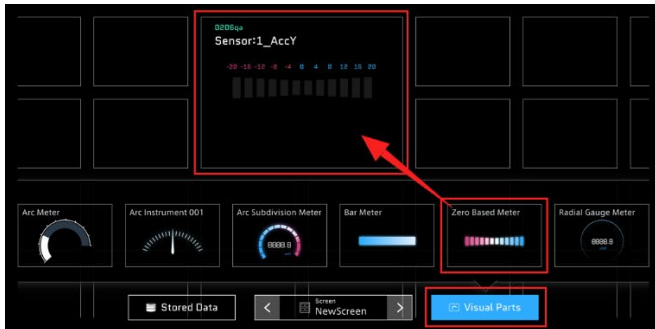 0206qa
Sensor:1_AccY
-20 -16 -12 -8 -4 0 4 8 12 16 20
Arc Meter
Arc Instrument 001
Arc Subdivision Meter
Bar Meter
Zero Based Meter
Radial Gauge Meter
8888.8
8888.8
Stored Data
<
Screen
NewScreen
>
Visual Parts